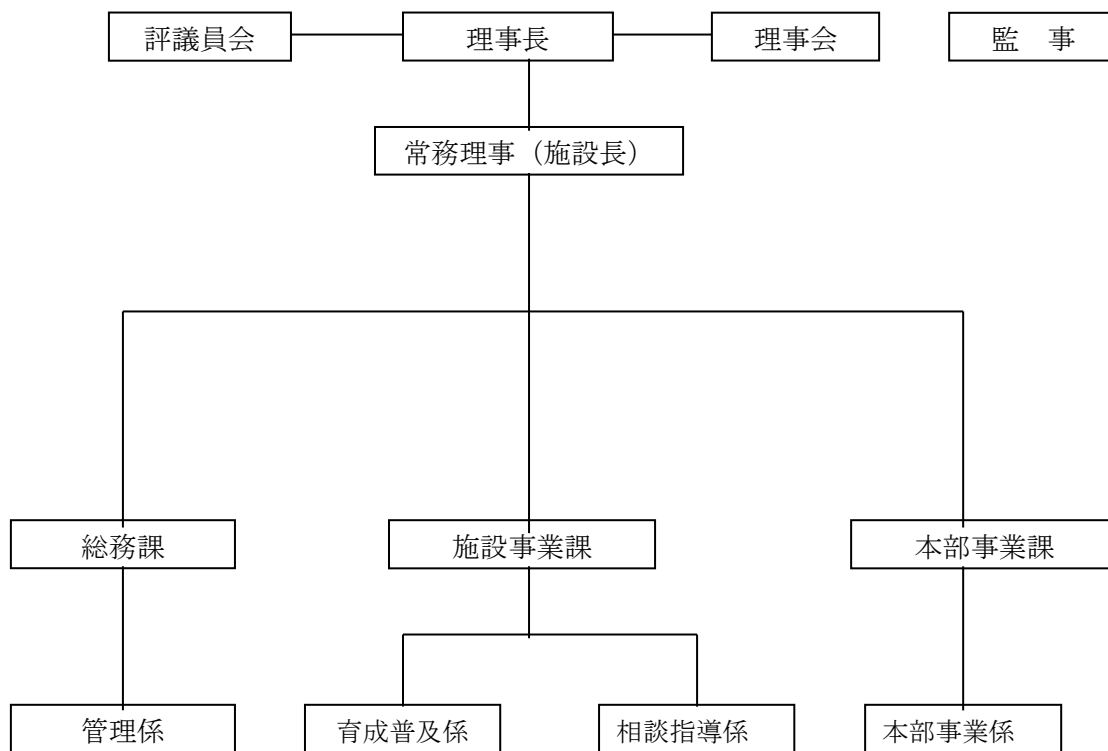 評議員会
理事長
理事会
監　事
常務理事（施設長）
総務課
施設事業課
本部事業課
管理係
育成普及係
相談指導係
本部事業係